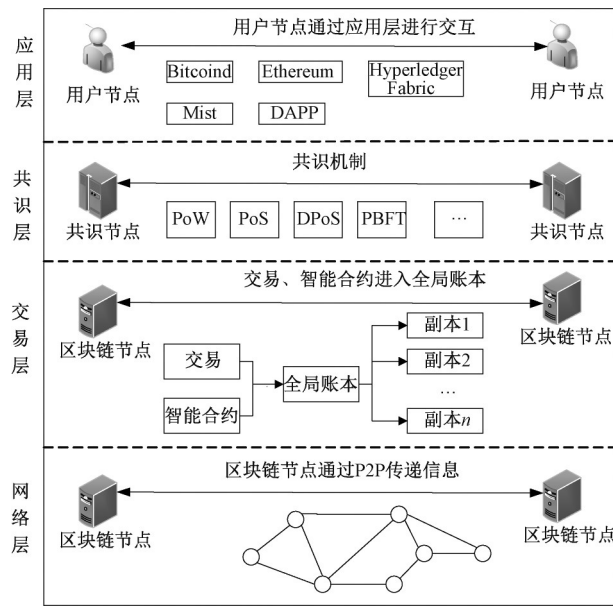 应用层
用户节点通过应用层进行交互
用户节点
Bitcoind
Ethereum
Hyperledger
Fabric
Mist
DAPP
用户节点
共识层
共识机制
共识节点
PoW
PoS
DPoS
PBFT
…
共识节点
交易层
交易、智能合约进入全局账本
区块链节点
区块链节点
交易
智能合约
全局账本
副本1
副本2
…
副本n
网络层
区块链节点通过P2P传递信息
区块链节点
区块链节点